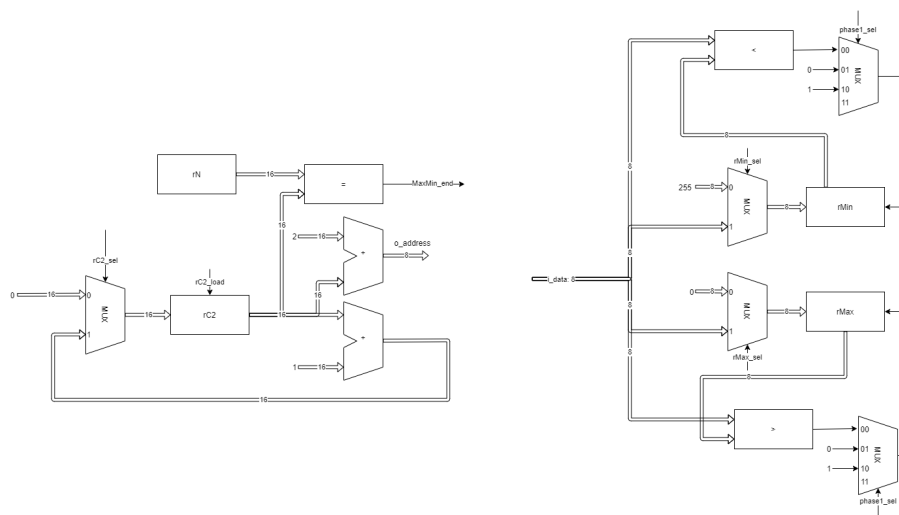 phase1_sel
<
00
0
01
MUX
1
10
11
8
rN
16
=
MaxMin_end
8
rMin_sel
255
8
0
MUX
8
rMin
1
16
2
16
+
o_address
8
rC2_sel
rC2_load
16
i_data: 8
0
16
0
MUX
16
rC2
16
1
+
1
16
16
8
0
8
0
MUX
8
rMax
1
rMax_sel
8
8
>
00
0
01
MUX
1
10
11
phase1_sel